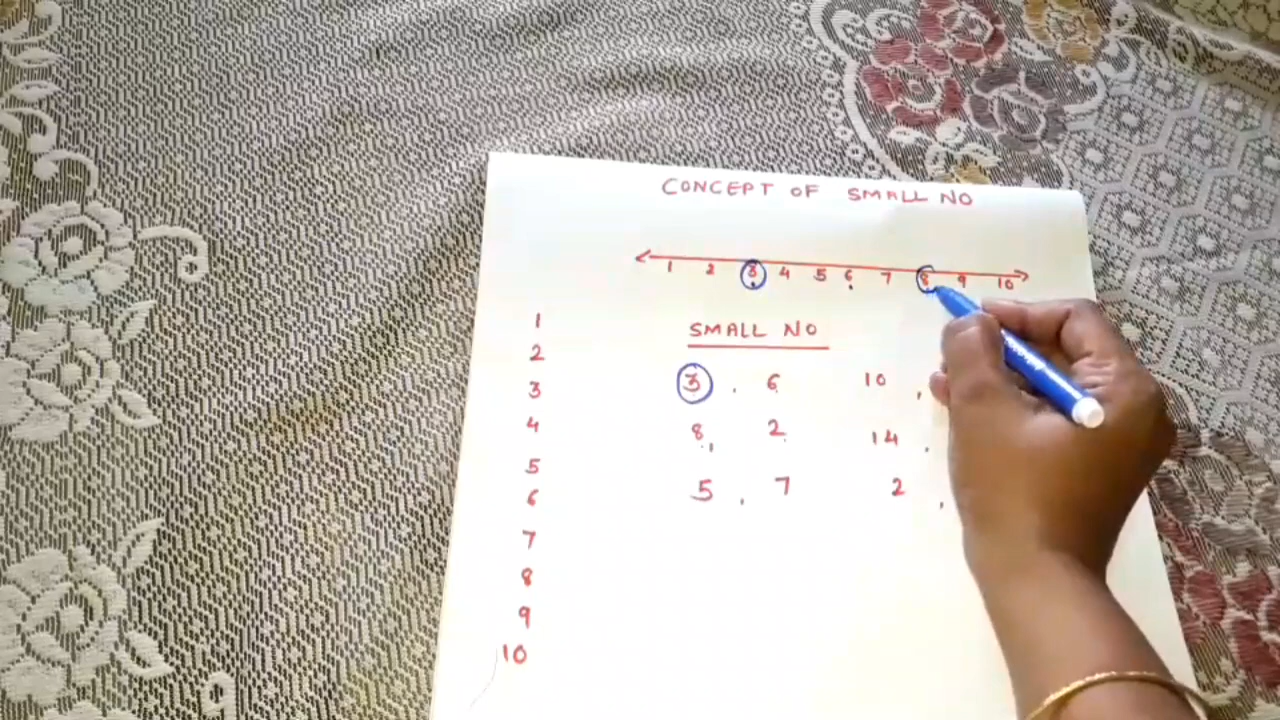 CONCEPT OF SMALL NO
1 2 3 4 5 6 7 8 9 10
SMALL NO
3 , 6 10 ,
8 , 2 14 ,
5 , 7 2 ,
1
2
3
4
5
6
7
8
9
10